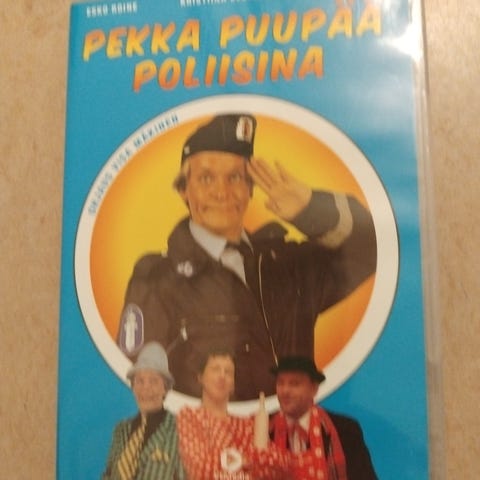 ESKO ROINE
PEKKA PUUPÄÄ
POLIISINA
OHJAUS VISA MÄKINEN